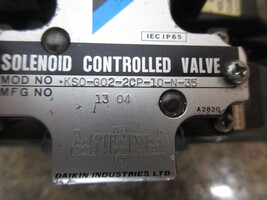 IEC IP65
SOLENOID CONTROLLED VALVE
MOD NO • KSO-G02-2CP-10-N-35
MFG NO 13 04
A2820
DAIKIN
DAIKIN INDUSTRIES, LTD